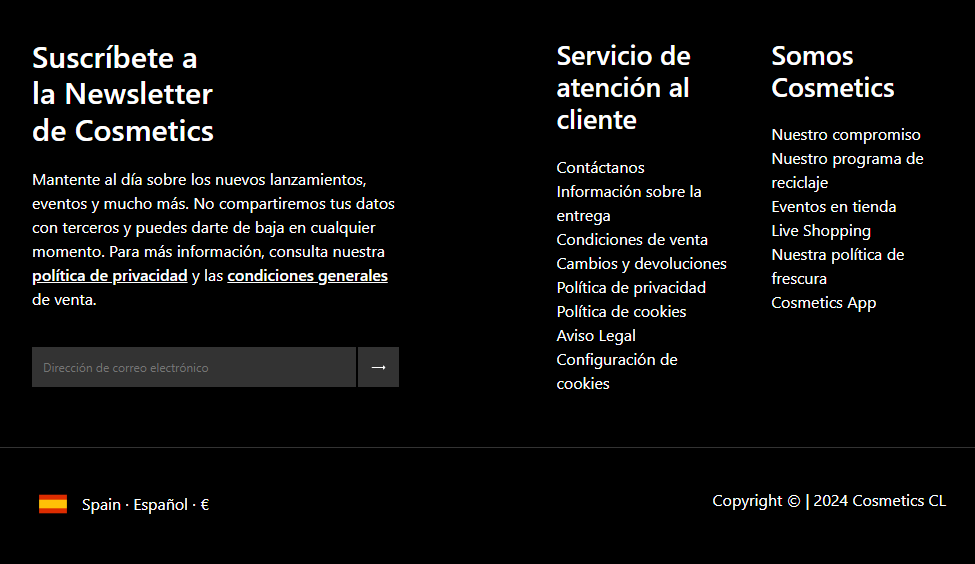 Suscríbete a
la Newsletter
de Cosmetics
Mantente al día sobre los nuevos lanzamientos,
eventos y mucho más. No compartiremos tus datos
con terceros y puedes darte de baja en cualquier
momento. Para más información, consulta nuestra
política de privacidad y las condiciones generales
de venta.
Dirección de correo electrónico →
Servicio de
atención al
cliente
Contáctanos
Información sobre la
entrega
Condiciones de venta
Cambios y devoluciones
Política de privacidad
Política de cookies
Aviso Legal
Configuración de
cookies
Somos
Cosmetics
Nuestro compromiso
Nuestro programa de
reciclaje
Eventos en tienda
Live Shopping
Nuestra política de
frescura
Cosmetics App
Spain · Español · €
Copyright © | 2024 Cosmetics CL